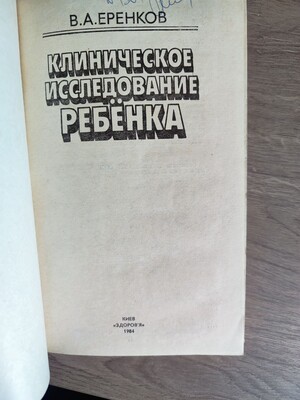 В.А.ЕРЕНКОВ
КЛИНИЧЕСКОЕ
ИССЛЕДОВАНИЕ
РЕБЁНКА
КИЕВ
«ЗДОРОВ'Я»
1984